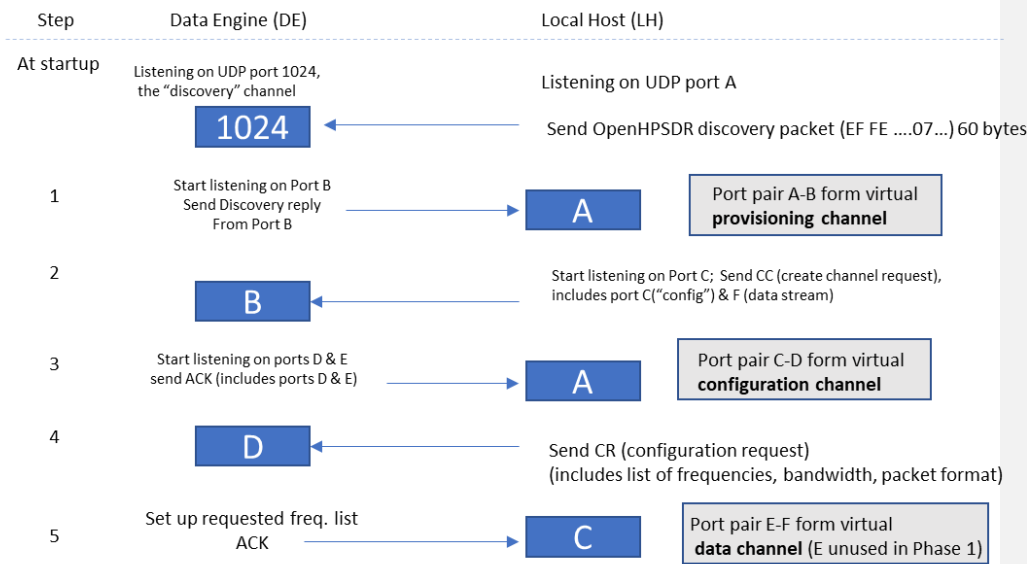 Step
Data Engine (DE)
Local Host (LH)
At startup
Listening on UDP port 1024,
the “discovery” channel
Listening on UDP port A
1024
Send OpenHPSDR discovery packet (EF FE ....07...) 60 bytes
1
Start listening on Port B
Send Discovery reply
From Port B
A
Port pair A-B form virtual
provisioning channel
2
Start listening on Port C; Send CC (create channel request),
includes port C(“config”) & F (data stream)
B
3
Start listening on ports D & E
send ACK (includes ports D & E)
A
Port pair C-D form virtual
configuration channel
4
D
Send CR (configuration request)
(includes list of frequencies, bandwidth, packet format)
5
Set up requested freq. list
ACK
C
Port pair E-F form virtual
data channel (E unused in Phase 1)